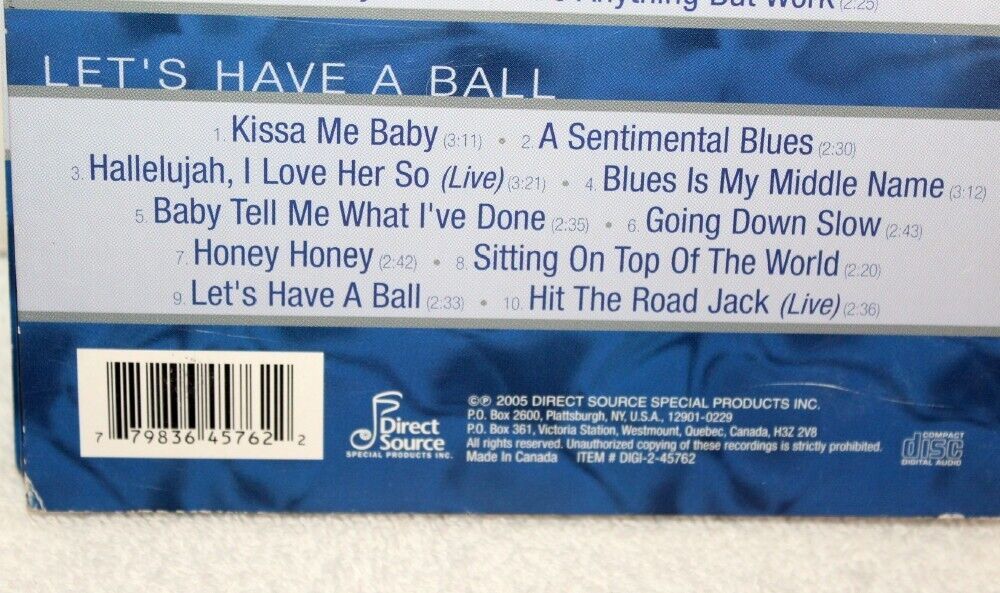 Anything But Work (2:25)
LET'S HAVE A BALL
1. Kissa Me Baby (3:11) • 2. A Sentimental Blues (2:30)
3. Hallelujah, I Love Her So (Live) (3:21) • 4. Blues Is My Middle Name (3:12)
5. Baby Tell Me What I've Done (2:35) • 6. Going Down Slow (2:43)
7. Honey Honey (2:42) • 8. Sitting On Top Of The World (2:20)
9. Let's Have A Ball (2:33) • 10. Hit The Road Jack (Live) (2:36)
7 79836 45762 2
Direct
Source
SPECIAL PRODUCTS INC.
©℗ 2005 DIRECT SOURCE SPECIAL PRODUCTS INC.
P.O. Box 2600, Plattsburgh, NY, U.S.A., 12901-0229
P.O. Box 361, Victoria Station, Westmount, Quebec, Canada, H3Z 2V8
All rights reserved. Unauthorized copying of these recordings is strictly prohibited.
Made In Canada ITEM # DIGI-2-45762
COMPACT
disc
DIGITAL AUDIO